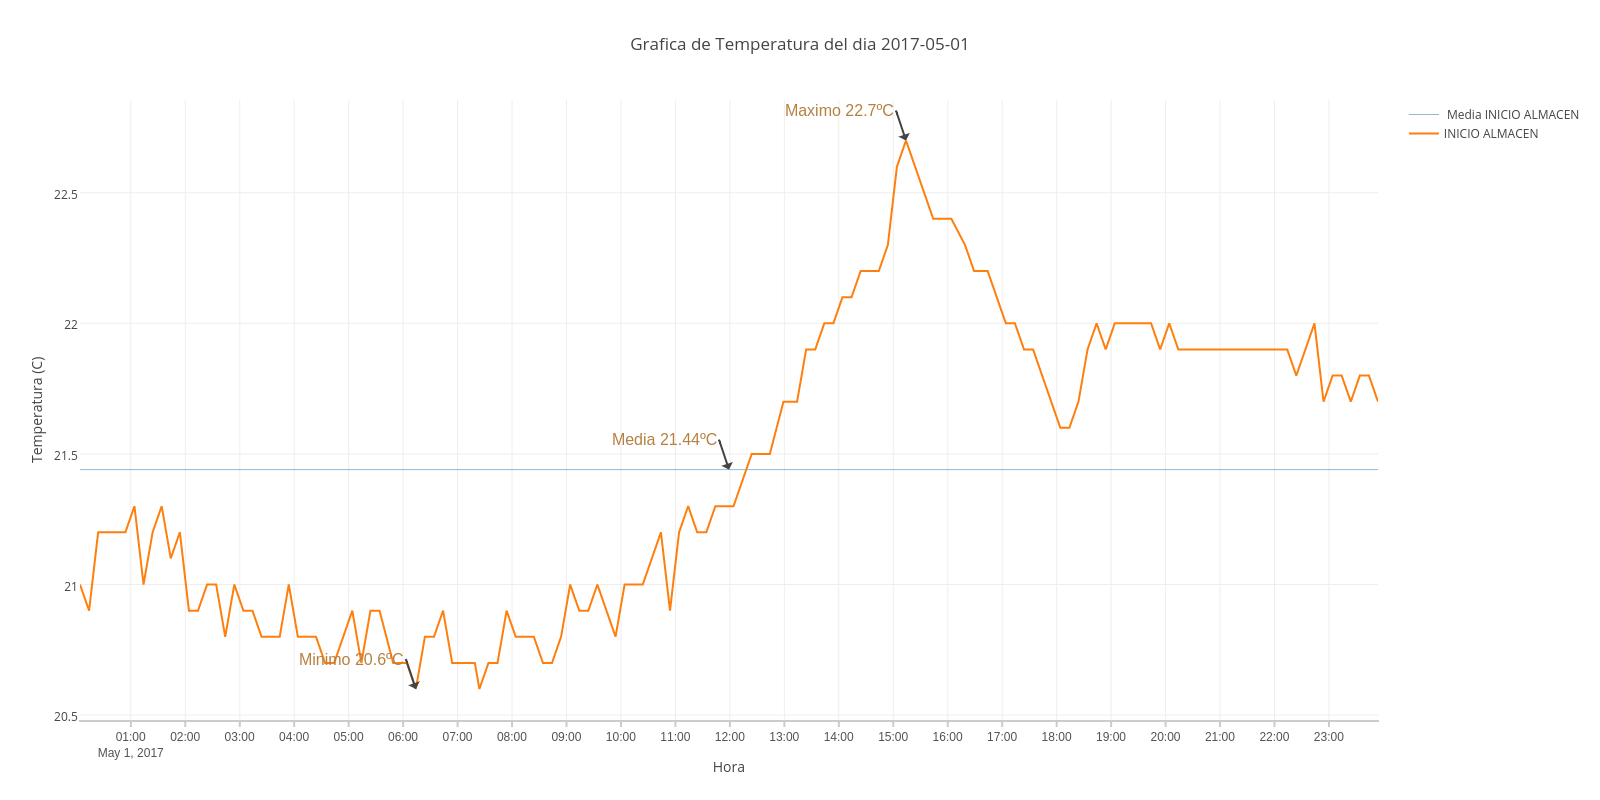 Grafica de Temperatura del dia 2017-05-01
Maximo 22.7ºC
Media INICIO ALMACEN
INICIO ALMACEN
22.5
22
Temperatura (C)
Media 21.44ºC
21.5
21
Minimo 20.6ºC
20.5
01:00 02:00 03:00 04:00 05:00 06:00 07:00 08:00 09:00 10:00 11:00 12:00 13:00 14:00 15:00 16:00 17:00 18:00 19:00 20:00 21:00 22:00 23:00
May 1, 2017
Hora